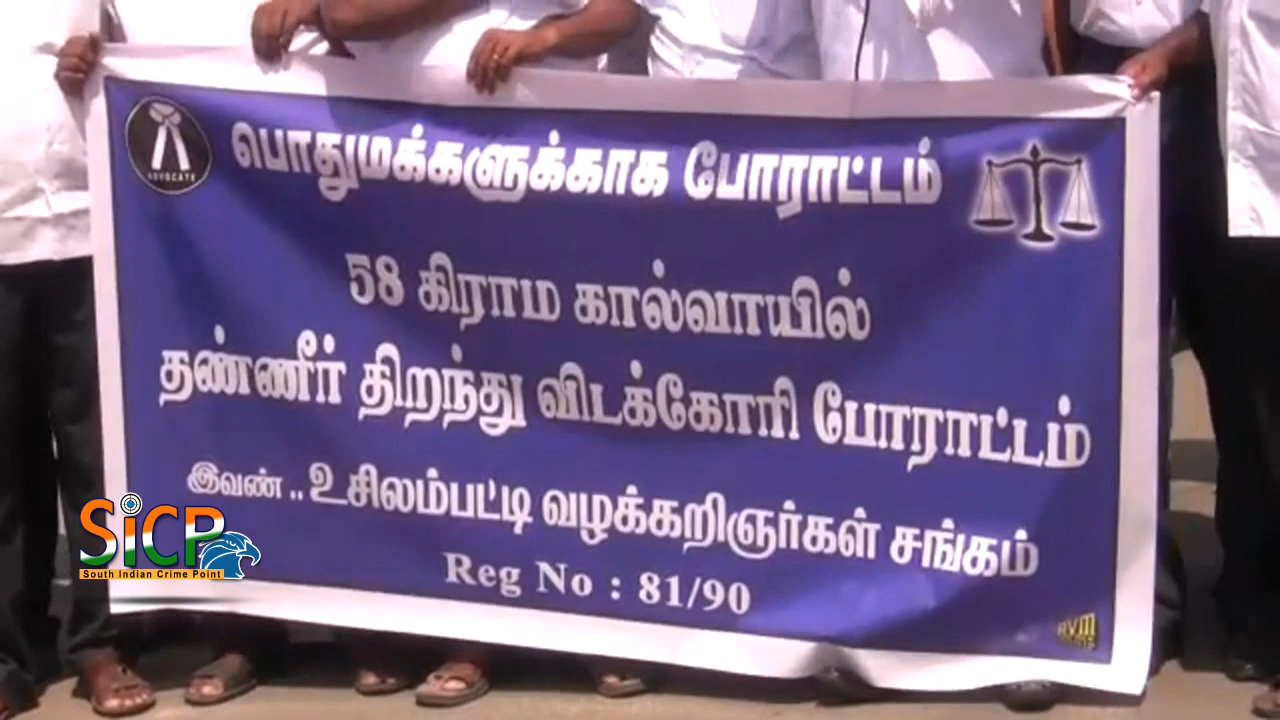 பொதுமக்களுக்காக போராட்டம்
ADVOCATE
58 கிராம கால்வாயில்
தண்ணீர் திறந்து விடக்கோரி போராட்டம்
இவண் .. உசிலம்பட்டி வழக்கறிஞர்கள் சங்கம்
Reg No : 81/90
SiCP
South Indian Crime Point
AVM